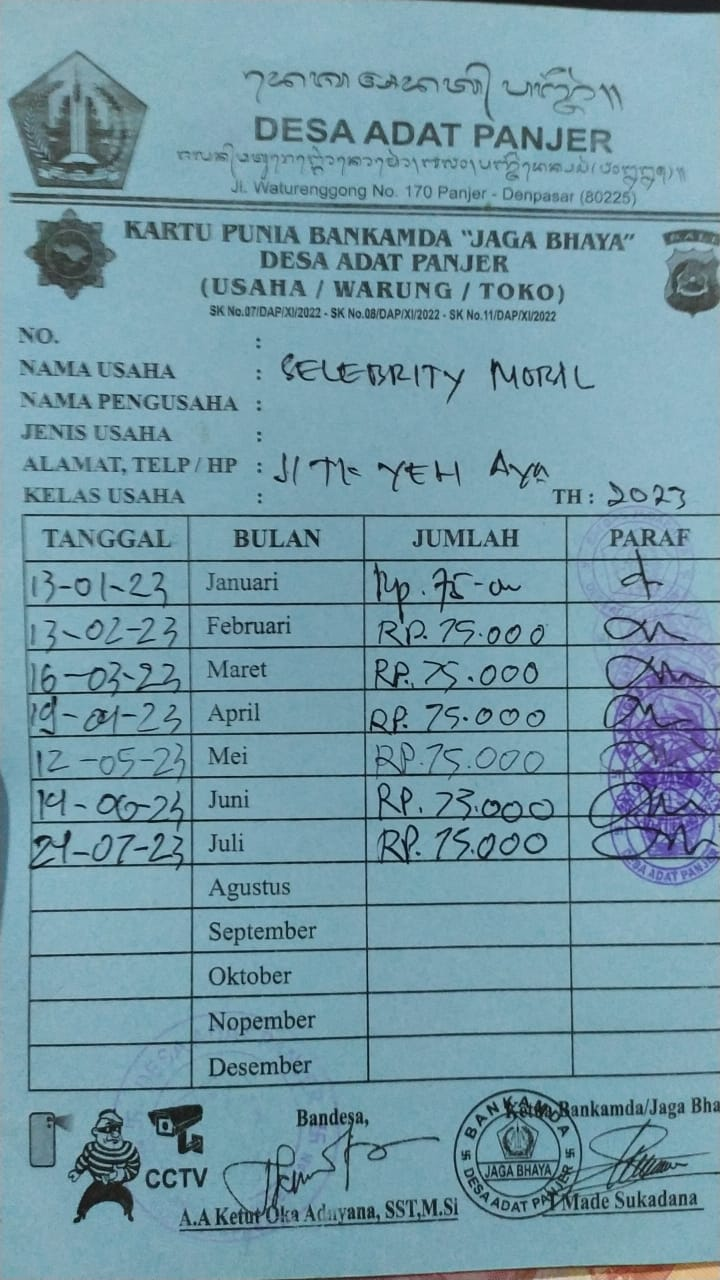 DESA ADAT PANJER
Jl. Waturenggong No. 170 Panjer - Denpasar (80225)
KARTU PUNIA BANKAMDA "JAGA BHAYA"
DESA ADAT PANJER
(USAHA / WARUNG / TOKO)
SK No.07/DAP/XI/2022 - SK No.08/DAP/XI/2022 - SK No.11/DAP/XI/2022
NO. :
NAMA USAHA : SELEBRITY MOBIL
NAMA PENGUSAHA :
JENIS USAHA :
ALAMAT, TELP / HP : Jl Tk YEH Aya
KELAS USAHA : TH : 2023
TANGGAL BULAN JUMLAH PARAF
13-01-23 Januari Rp. 75-
13-02-23 Februari RP. 75.000
16-03-23 Maret RP. 75.000
19-04-23 April RP. 75.000
12-05-23 Mei RP. 75.000
14-06-23 Juni RP. 75.000
24-07-23 Juli RP. 75.000
Agustus
September
Oktober
Nopember
Desember
DESA ADAT PANJER
Bandesa, Ketua Bankamda/Jaga Bha
CCTV
BANKAMDA
JAGA BHAYA
DESA ADAT PANJER
A.A Ketut Oka Adnyana, SST,M.Si I Made Sukadana